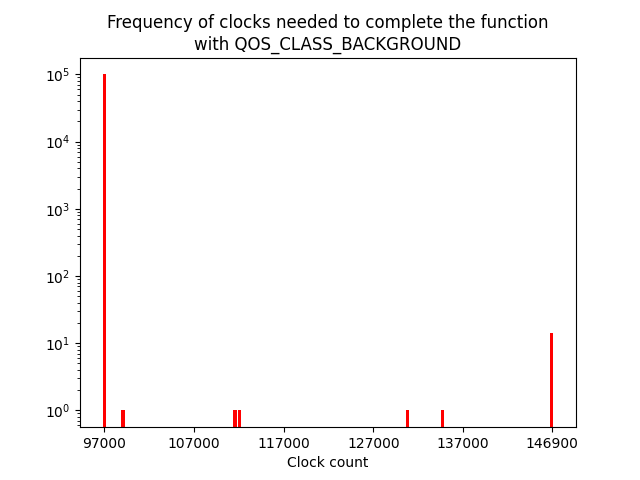 Frequency of clocks needed to complete the function
with QOS_CLASS_BACKGROUND
10^5
10^4
10^3
10^2
10^1
10^0
97000 107000 117000 127000 137000 146900
Clock count